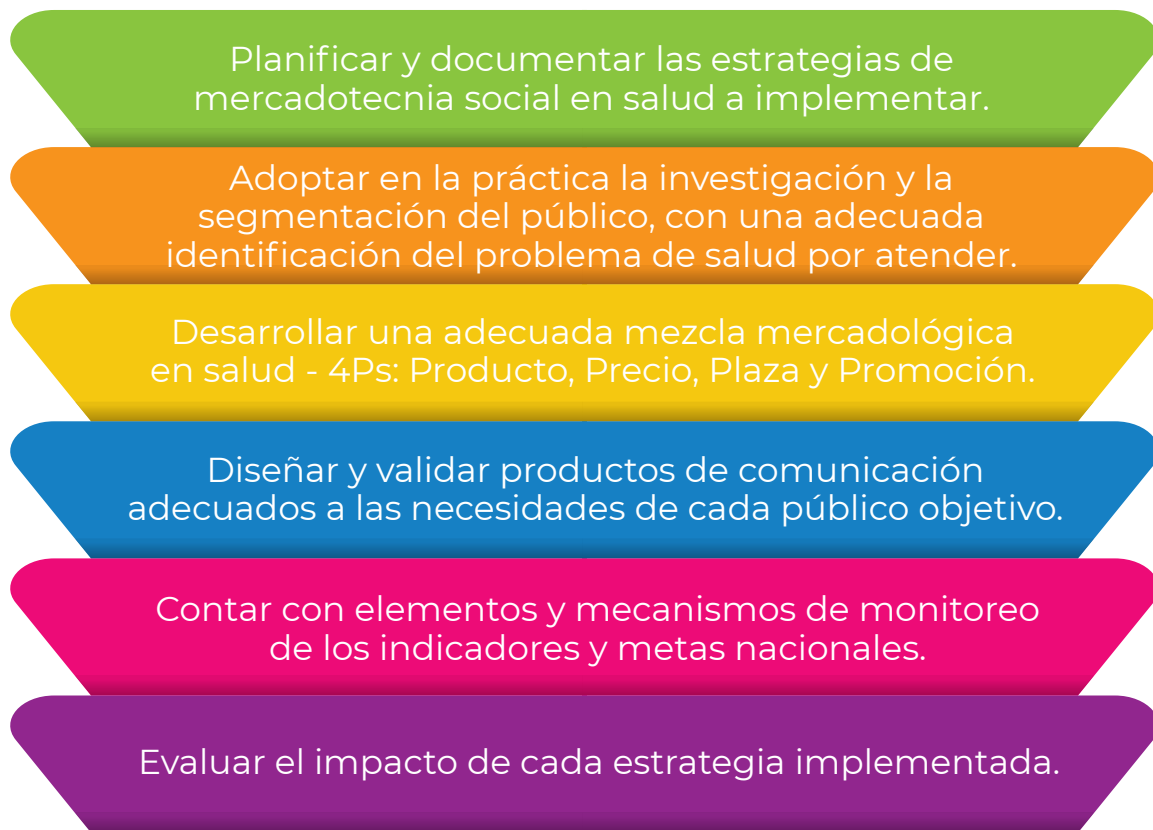 Planificar y documentar las estrategias de
mercadotecnia social en salud a implementar.
Adoptar en la práctica la investigación y la
segmentación del público, con una adecuada
identificación del problema de salud por atender.
Desarrollar una adecuada mezcla mercadológica
en salud - 4Ps: Producto, Precio, Plaza y Promoción.
Diseñar y validar productos de comunicación
adecuados a las necesidades de cada público objetivo.
Contar con elementos y mecanismos de monitoreo
de los indicadores y metas nacionales.
Evaluar el impacto de cada estrategia implementada.